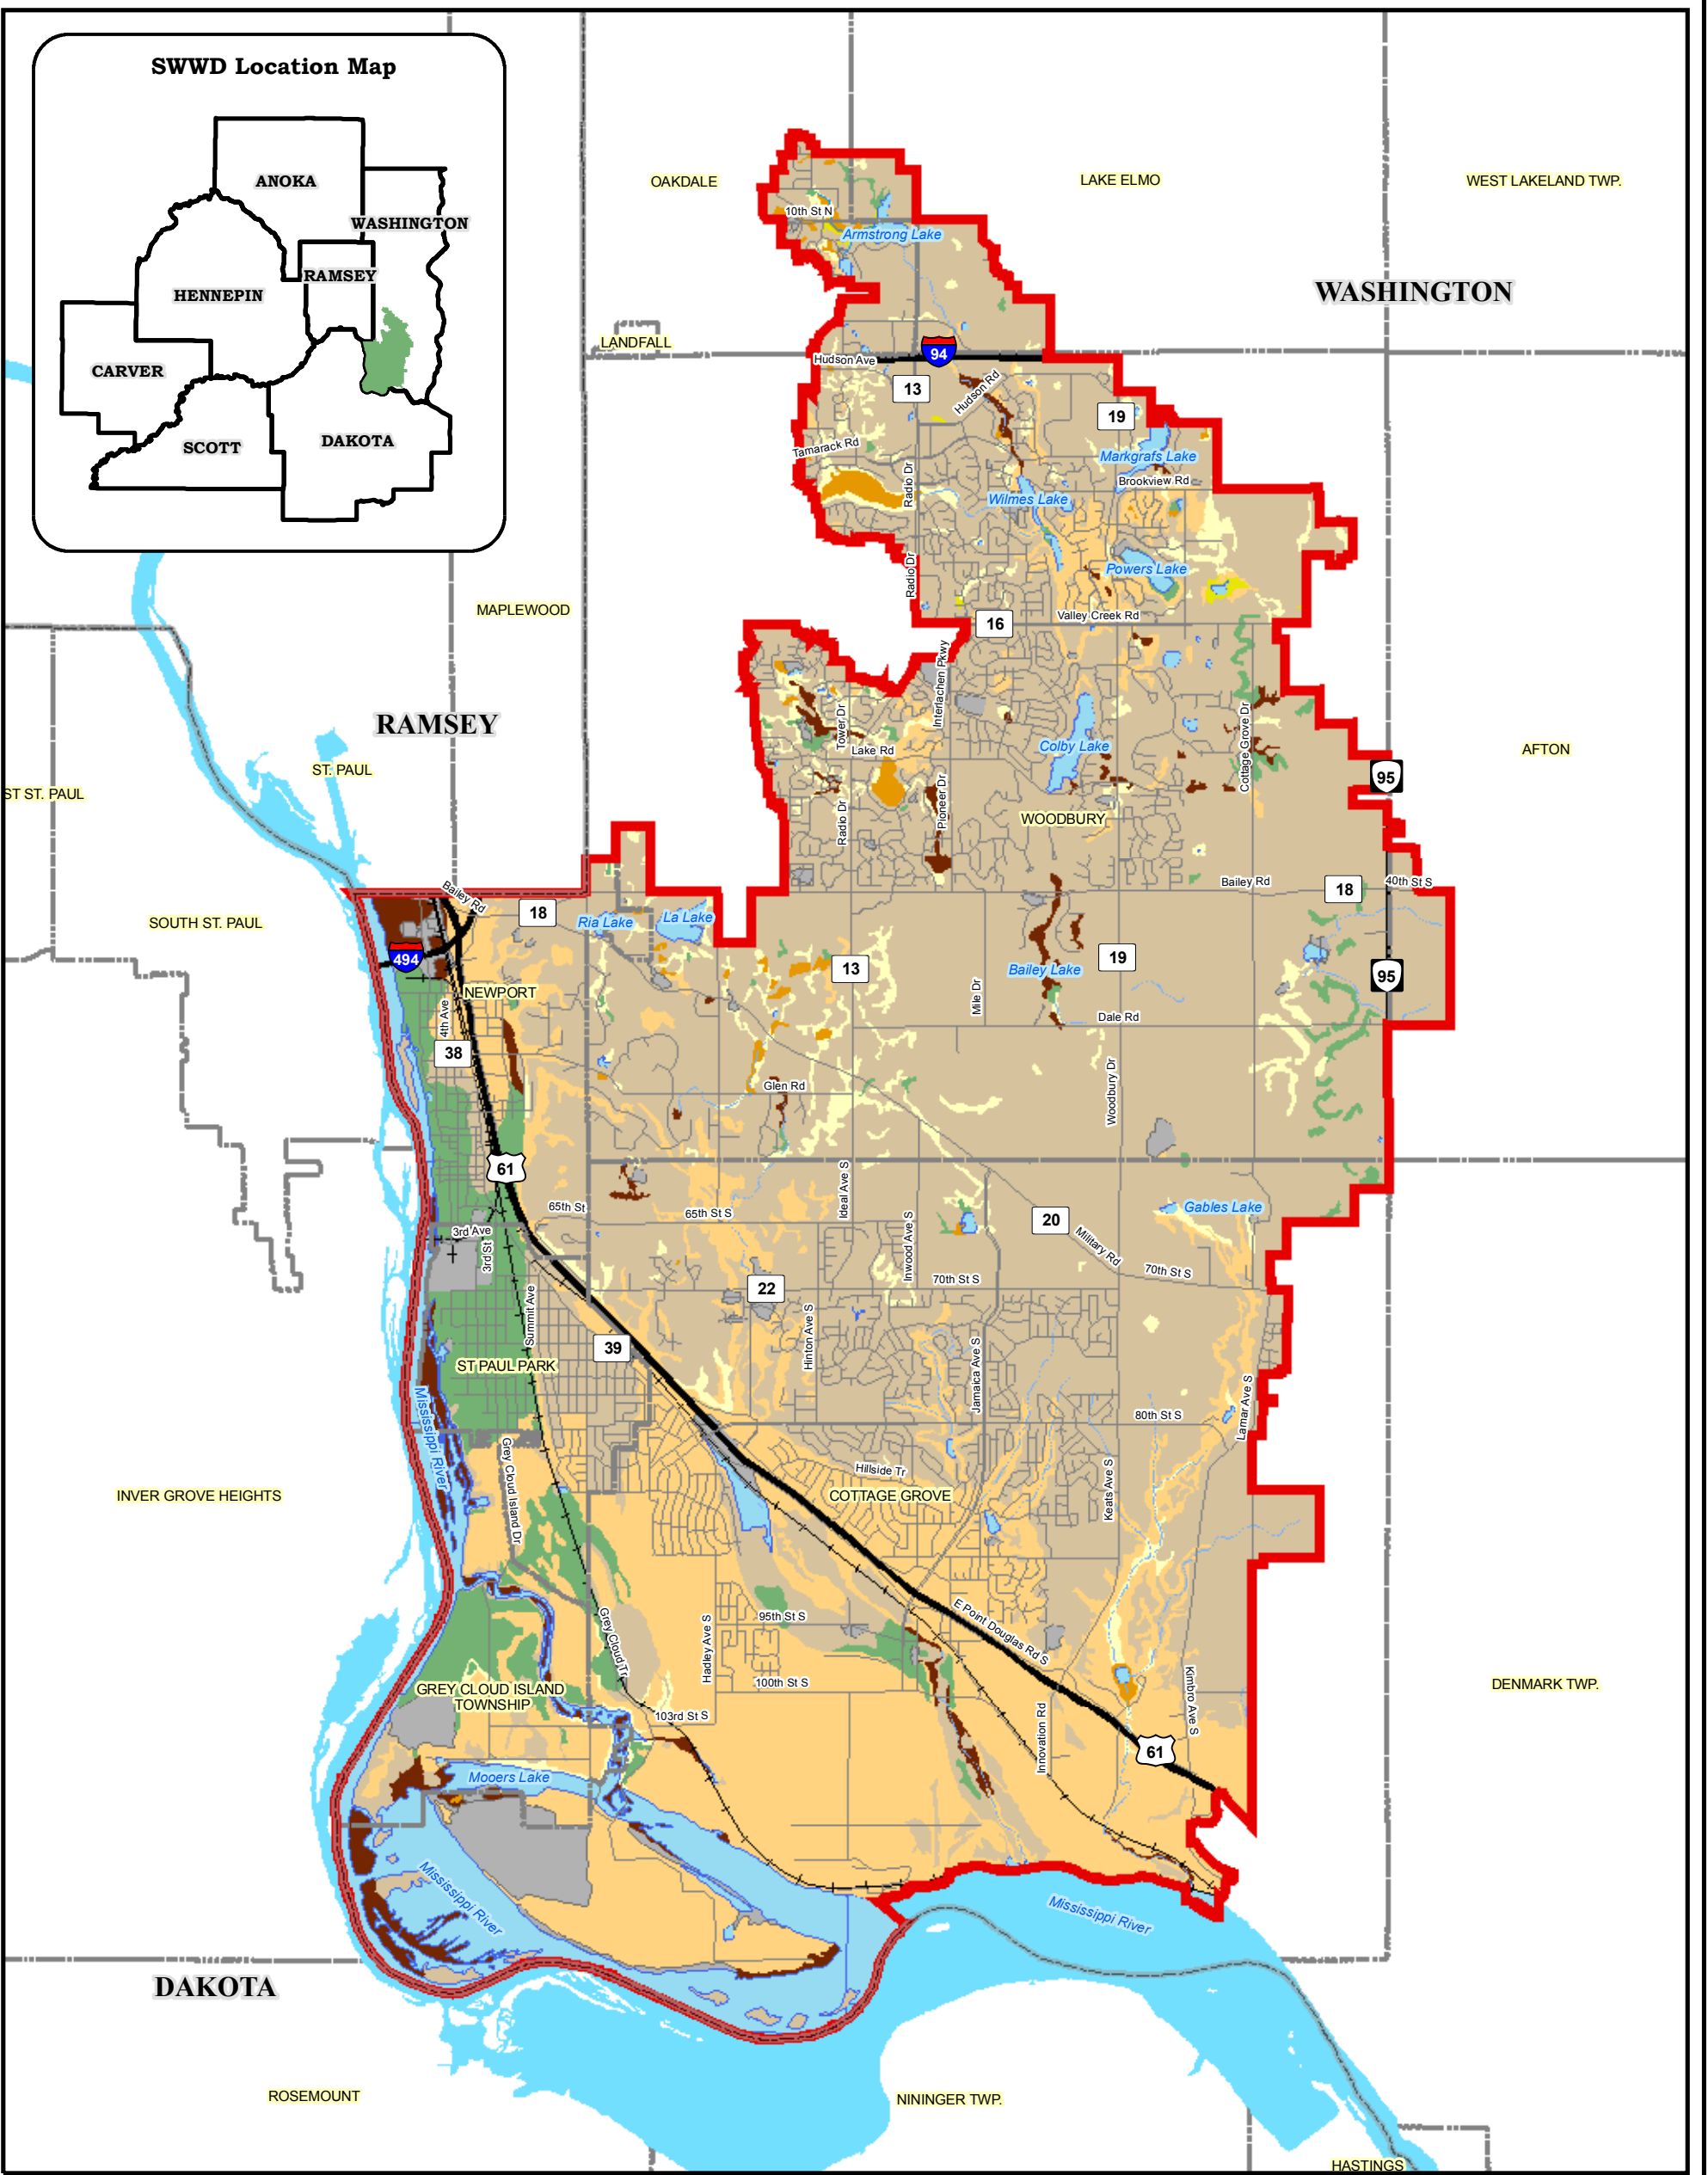 SWWD Location Map
ANOKA
WASHINGTON
RAMSEY
HENNEPIN
CARVER
SCOTT
DAKOTA
OAKDALE
LAKE ELMO
WEST LAKELAND TWP.
10th St N
Armstrong Lake
WASHINGTON
LANDFALL
Hudson Ave
94
13
Hudson Rd
19
Tamarack Rd
Markgrafs Lake
Radio Dr
Brookview Rd
Wilmes Lake
Radio Dr
Powers Lake
MAPLEWOOD
16
Valley Creek Rd
Interlachen Pkwy
RAMSEY
Tower Dr
Lake Rd
Colby Lake
Cottage Grove Dr
AFTON
ST. PAUL
95
ST ST. PAUL
Radio Dr
Pioneer Dr
WOODBURY
Bailey Rd
18
Bailey Rd
18
40th St S
SOUTH ST. PAUL
Ria Lake
La Lake
494
13
Bailey Lake
19
95
NEWPORT
4th Ave
Mile Dr
Dale Rd
38
Glen Rd
Woodbury Dr
61
65th St
65th St S
Ideal Ave S
Inwood Ave S
20
Gables Lake
3rd Ave
3rd St
Military Rd
70th St S
70th St S
22
Summit Ave
39
Hinton Ave S
ST PAUL PARK
Jamaica Ave S
Mississippi River
80th St S
Lamar Ave S
Grey Cloud Island Dr
Hillside Tr
Keats Ave S
INVER GROVE HEIGHTS
COTTAGE GROVE
95th St S
E Point Douglas Rd S
Grey Cloud Tr
Hadley Ave S
100th St S
GREY CLOUD ISLAND
TOWNSHIP
103rd St S
Kimbro Ave S
DENMARK TWP.
Innovation Rd
61
Mooers Lake
Mississippi River
Mississippi River
DAKOTA
ROSEMOUNT
NININGER TWP.
HASTINGS